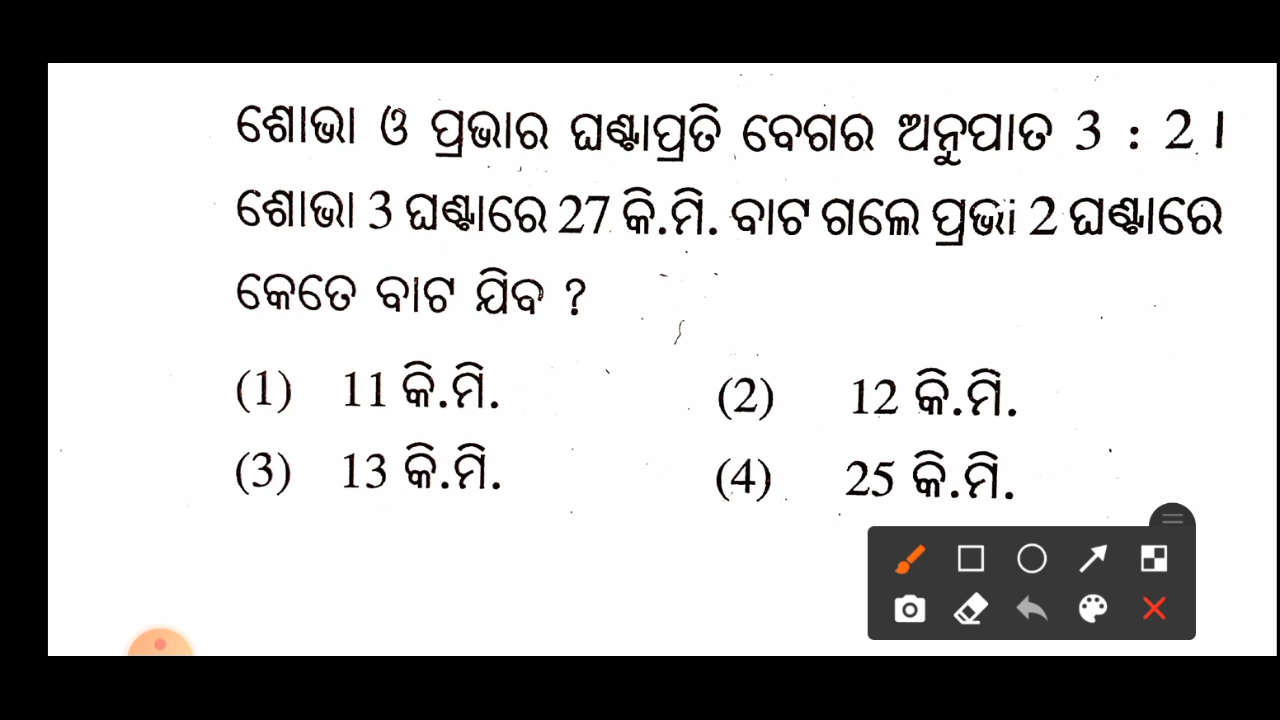 ଶୋଭା ଓ ପ୍ରଭାର ଘଣ୍ଟାପ୍ରତି ବେଗର ଅନୁପାତ 3 : 2 ।
ଶୋଭା 3 ଘଣ୍ଟାରେ 27 କି.ମି. ବାଟ ଗଲେ ପ୍ରଭା 2 ଘଣ୍ଟାରେ
କେତେ ବାଟ ଯିବ ?
(1) 11 କି.ମି. (2) 12 କି.ମି.
(3) 13 କି.ମି. (4) 25 କି.ମି.